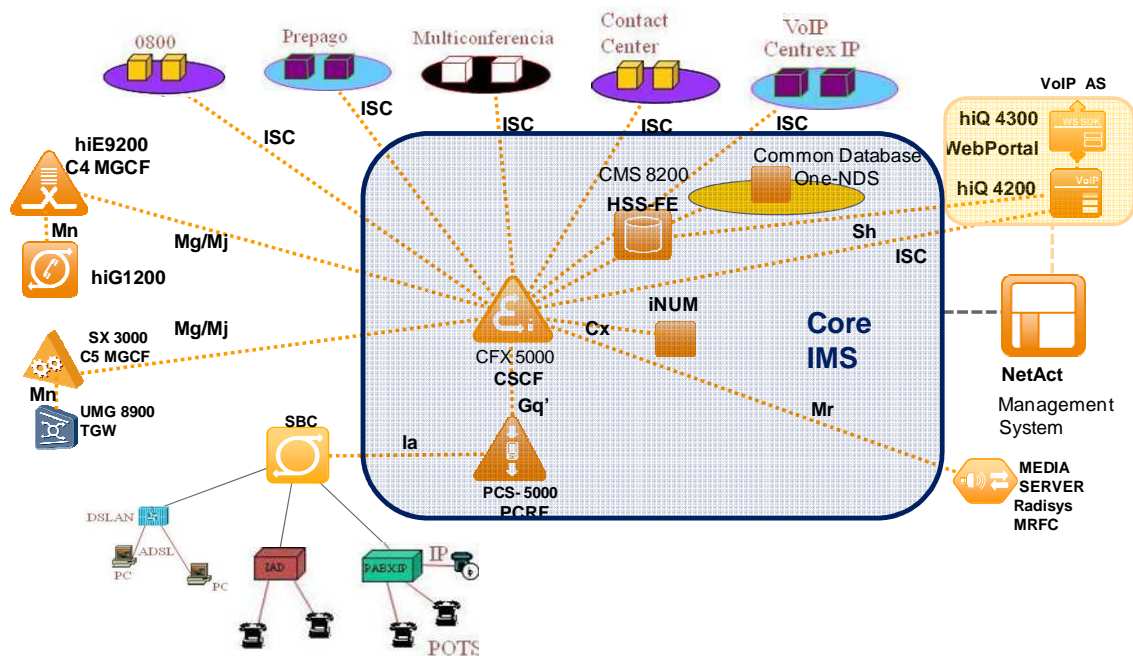 0800
Prepago
Multiconferencia
Contact
Center
VoIP
Centrex IP
VoIP AS
ISC
ISC
ISC
ISC
ISC
hiQ 4300
WS SDK
WebPortal
hiQ 4200
VoIP
hiE9200
C4 MGCF
Mn
hiG1200
Mg/Mj
Common Database
One-NDS
CMS 8200
HSS-FE
Sh
ISC
SX 3000
C5 MGCF
Mn
UMG 8900
TGW
Mg/Mj
iNUM
Cx
Core
IMS
CFX 5000
CSCF
Gq'
Mr
NetAct
Management
System
SBC
Ia
PCS- 5000
PCRF
MEDIA
SERVER
Radisys
MRFC
DSLAN
ADSL
PC
PC
IAD
PABXIP
IP
POTS